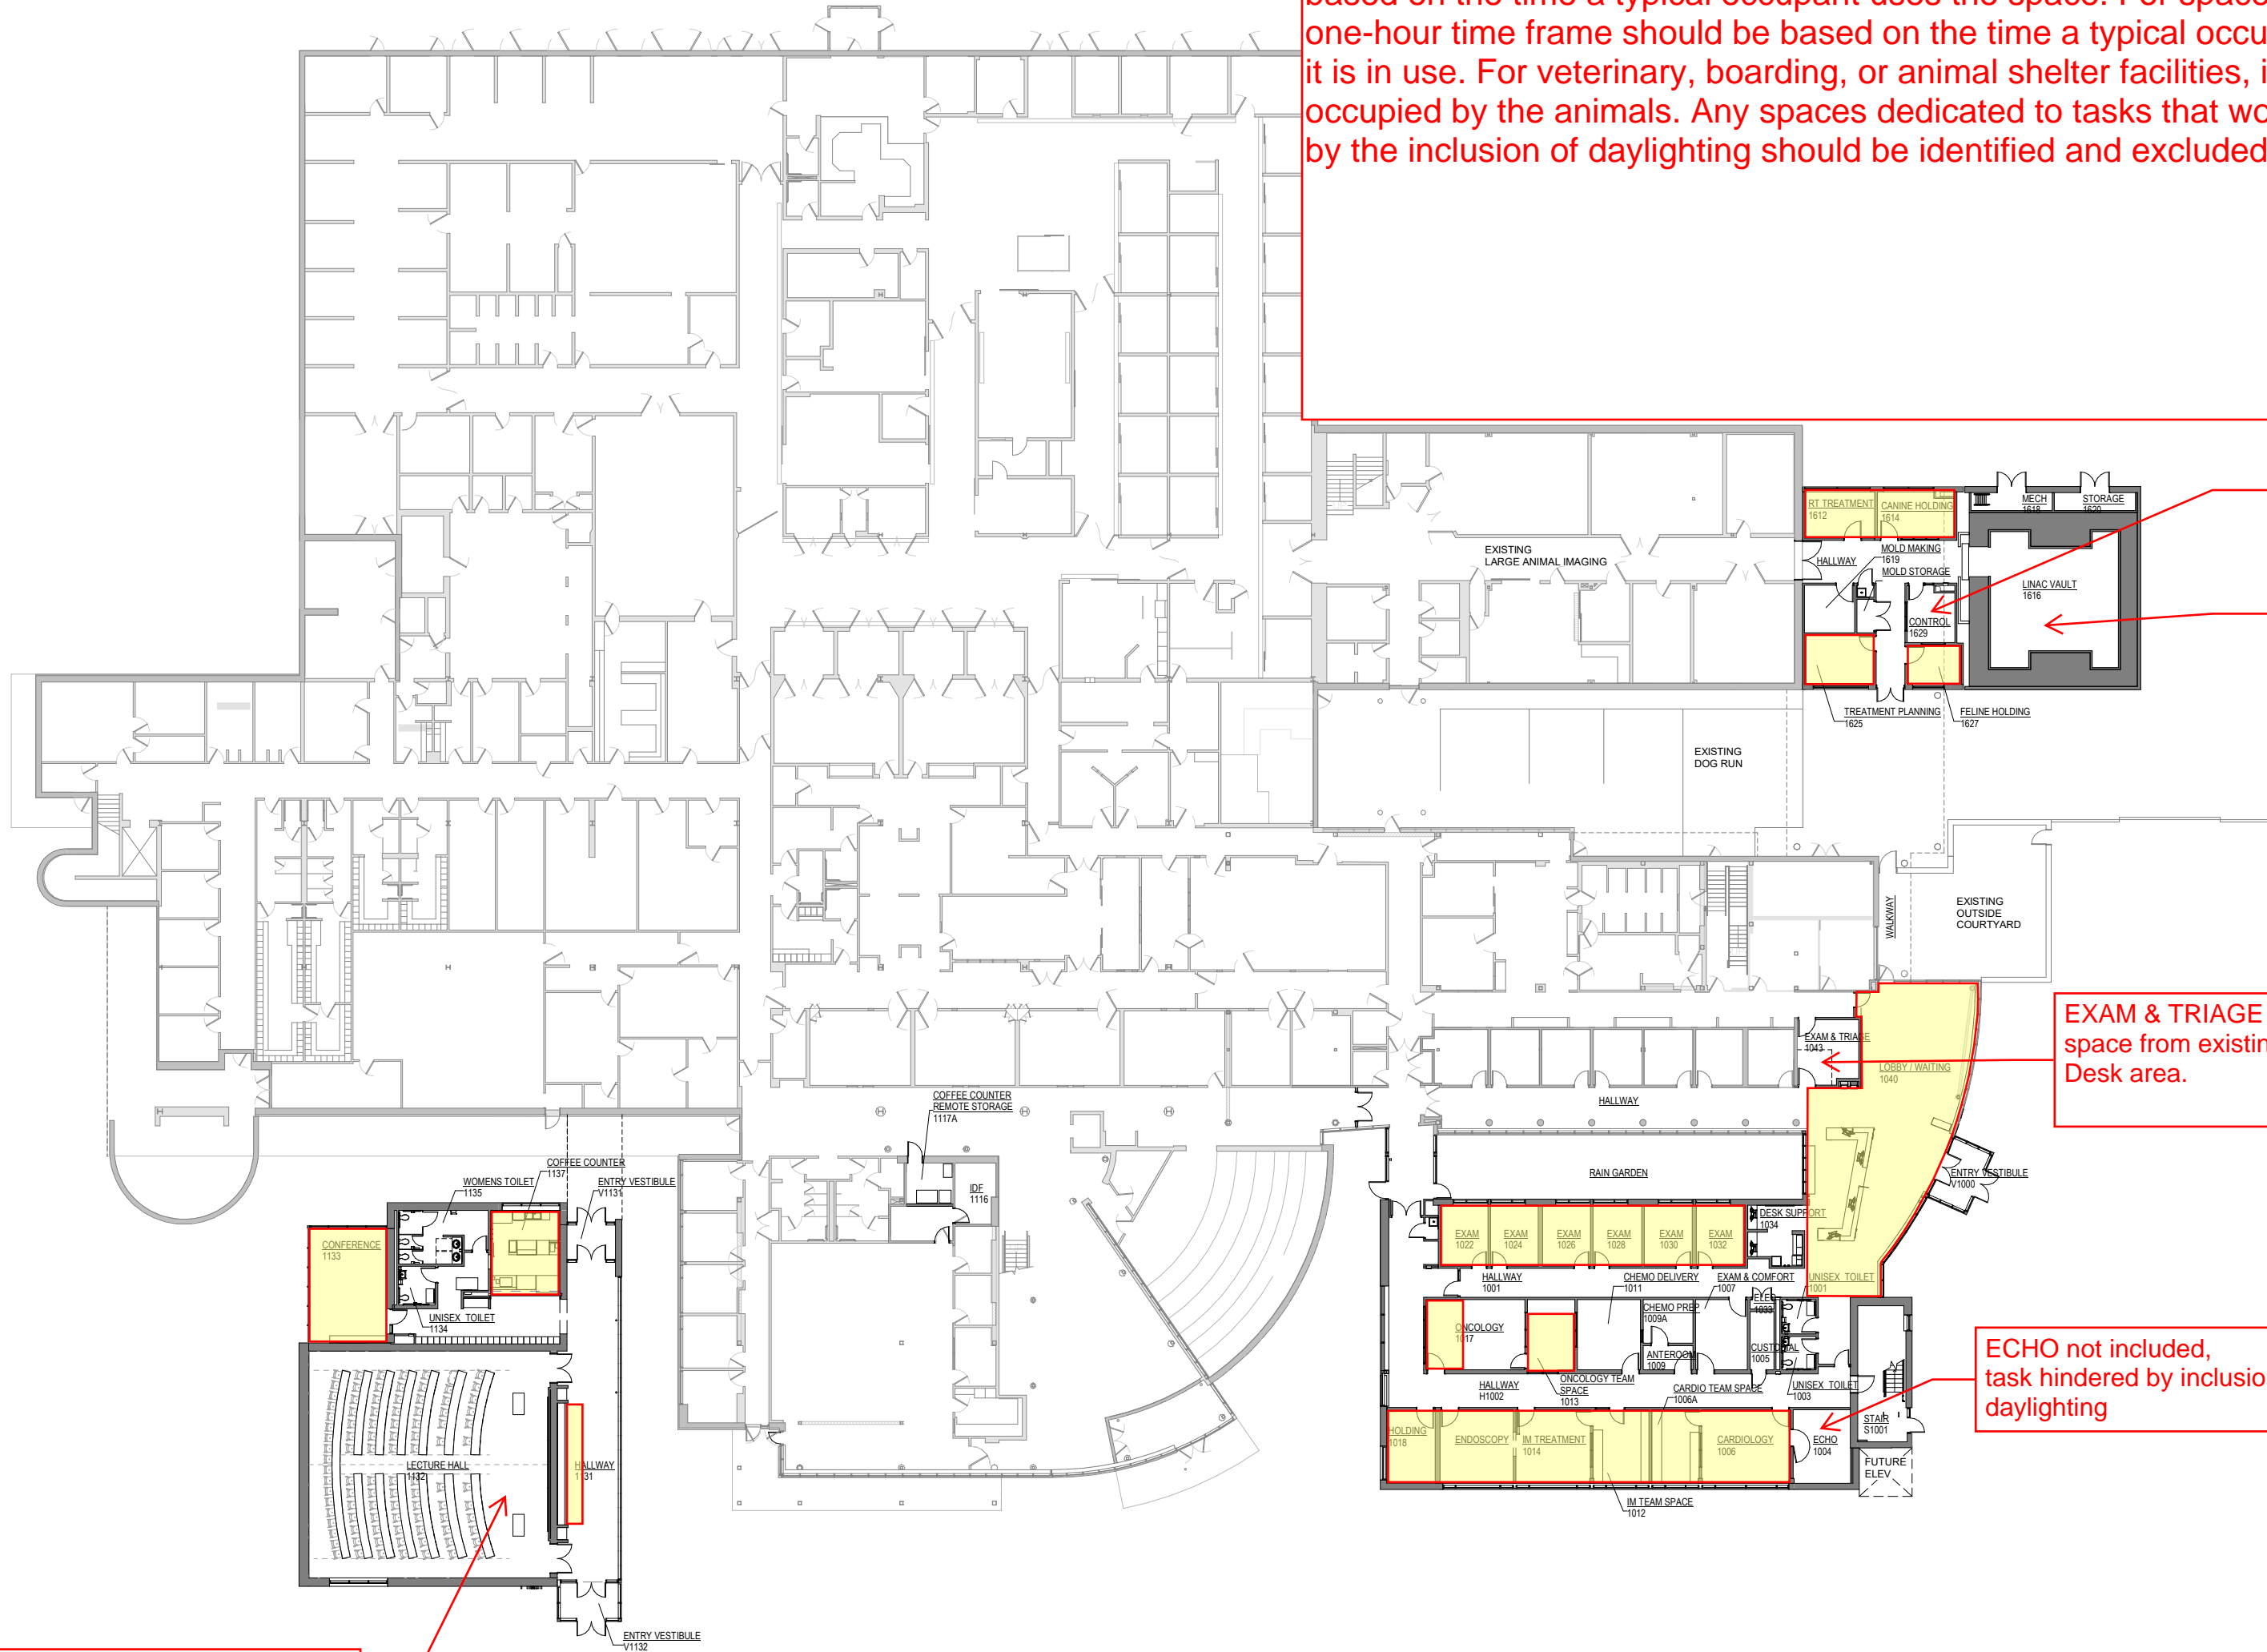 based on the time a typical occupant uses the space. For
one-hour time frame should be based on the time a typical
it is in use. For veterinary, boarding, or animal shelter facilities,
occupied by the animals. Any spaces dedicated to tasks that
by the inclusion of daylighting should be identified and excluded
RT TREATMENT
1612
CANINE HOLDING
1614
MECH
1618
STORAGE
1620
EXISTING
LARGE ANIMAL IMAGING
HALLWAY
MOLD MAKING
1619
MOLD STORAGE
LINAC VAULT
1616
CONTROL
1629
TREATMENT PLANNING
1625
FELINE HOLDING
1627
EXISTING
DOG RUN
WALKWAY
EXISTING
OUTSIDE
COURTYARD
EXAM & TRIAGE
1043
EXAM & TRIAGE
space from
Desk area.
LOBBY / WAITING
1040
HALLWAY
COFFEE COUNTER
REMOTE STORAGE
1117A
RAIN GARDEN
ENTRY VESTIBULE
V1000
COFFEE COUNTER
1137
WOMENS TOILET
1135
ENTRY VESTIBULE
V1131
IDF
1116
CONFERENCE
1133
UNISEX TOILET
1134
DESK SUPPORT
1034
EXAM
1022
EXAM
1024
EXAM
1026
EXAM
1028
EXAM
1030
EXAM
1032
HALLWAY
1001
CHEMO DELIVERY
1011
EXAM & COMFORT
1007
UNISEX TOILET
1001
ELEC
1033
CHEMO PREP
1009A
ONCOLOGY
1017
ANTEROOM
1009
CUSTODIAL
1005
HALLWAY
H1002
ONCOLOGY TEAM
SPACE
1013
CARDIO TEAM SPACE
1006A
UNISEX TOILET
1003
ECHO not included,
task hindered by
daylighting
HOLDING
1018
ENDOSCOPY
IM TREATMENT
1014
CARDIOLOGY
1006
ECHO
1004
STAIR
S1001
FUTURE
ELEV
IM TEAM SPACE
1012
LECTURE HALL
1132
HALLWAY
1131
ENTRY VESTIBULE
V1132